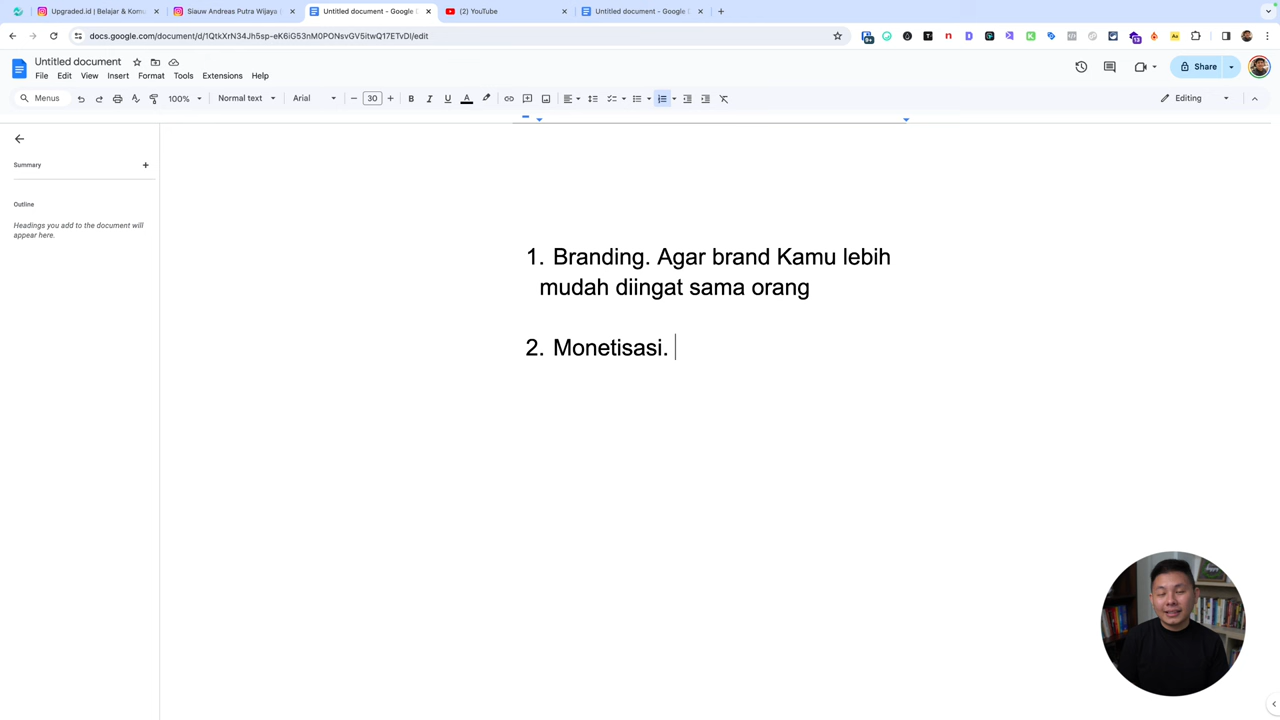 Upgraded.id | Belajar & Komu
Siauw Andreas Putra Wijaya
Untitled document - Google
(2) YouTube
Untitled document - Google D
docs.google.com/document/d/1QtkXrN34Jh5sp-eK6iG53nM0PONsvGV5itwQ17ETvDI/edit
Untitled document
File Edit View Insert Format Tools Extensions Help
Share
Menus 100% Normal text Arial 30 Editing
Summary
Outline
Headings you add to the document will
appear here.
1. Branding. Agar brand Kamu lebih
mudah diingat sama orang
2. Monetisasi.